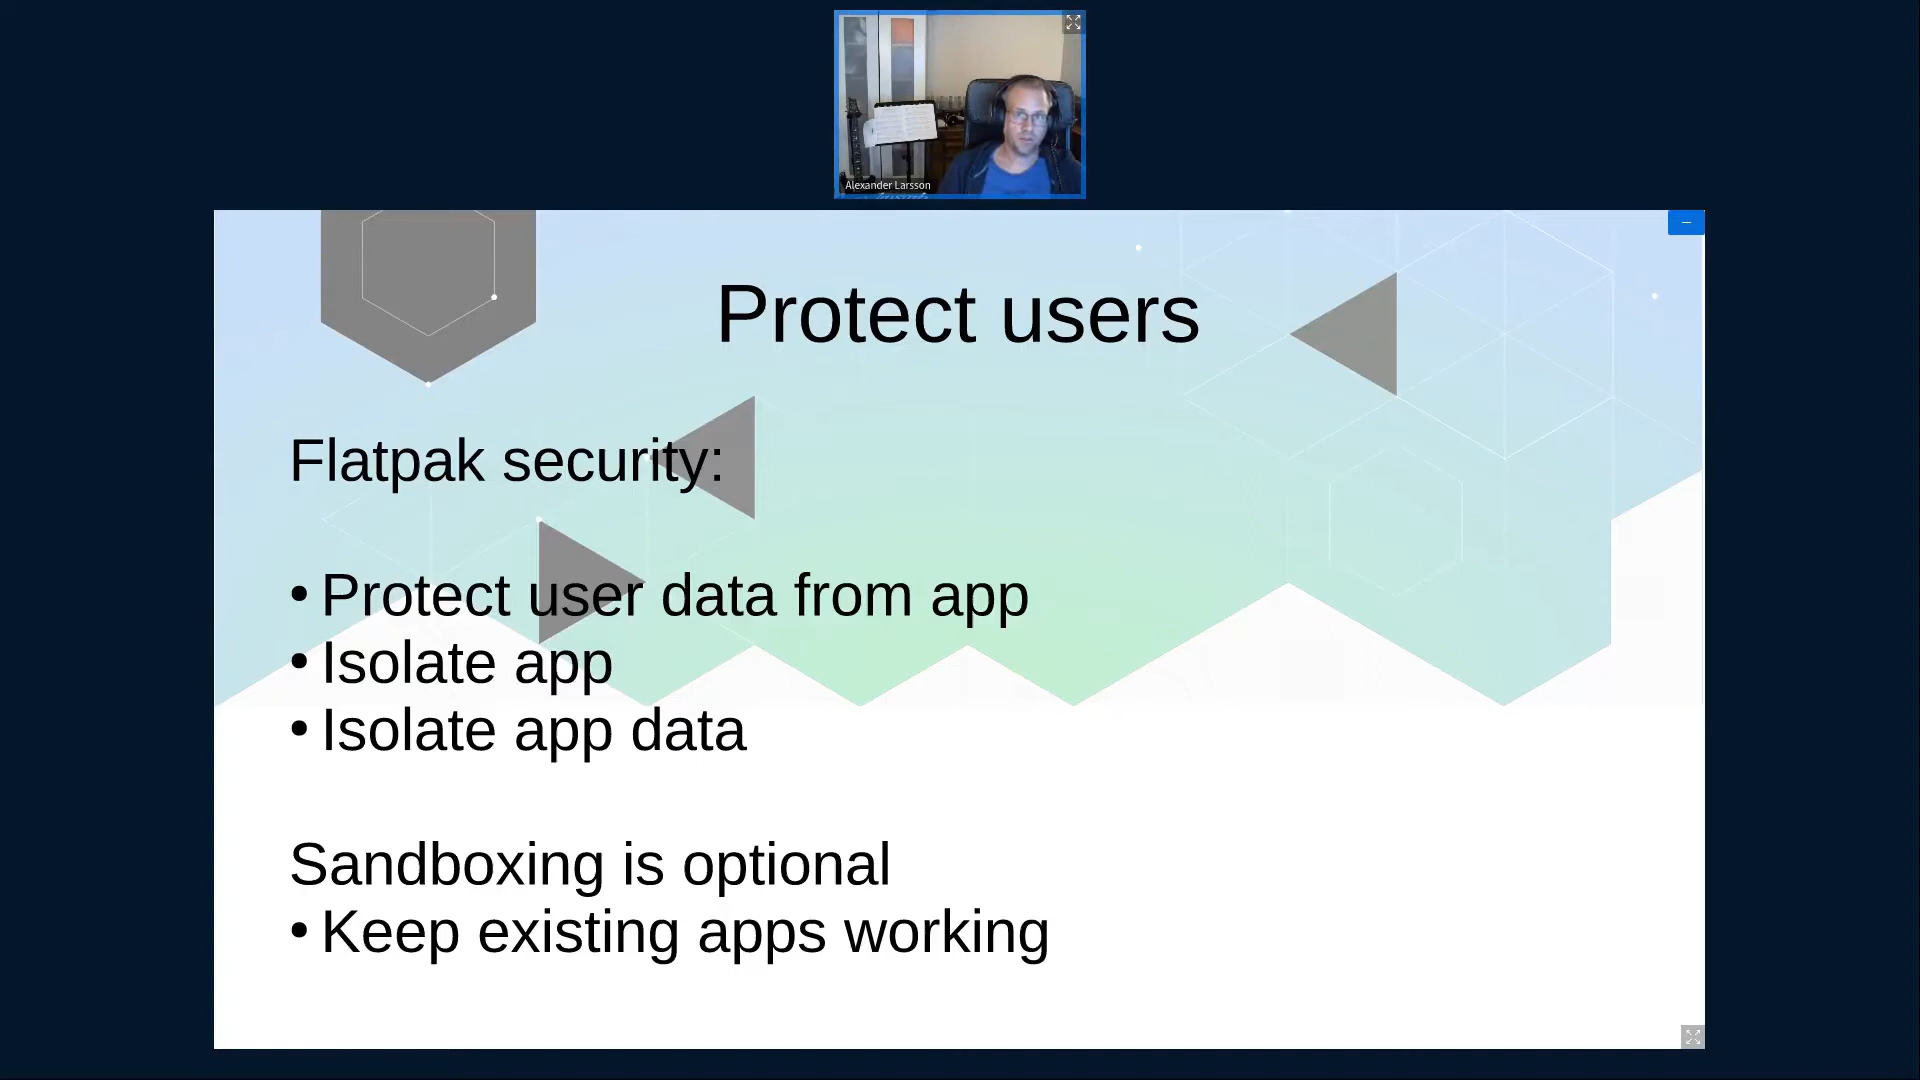 Alexander Larsson
Protect users
Flatpak security:
• Protect user data from app
• Isolate app
• Isolate app data
Sandboxing is optional
• Keep existing apps working